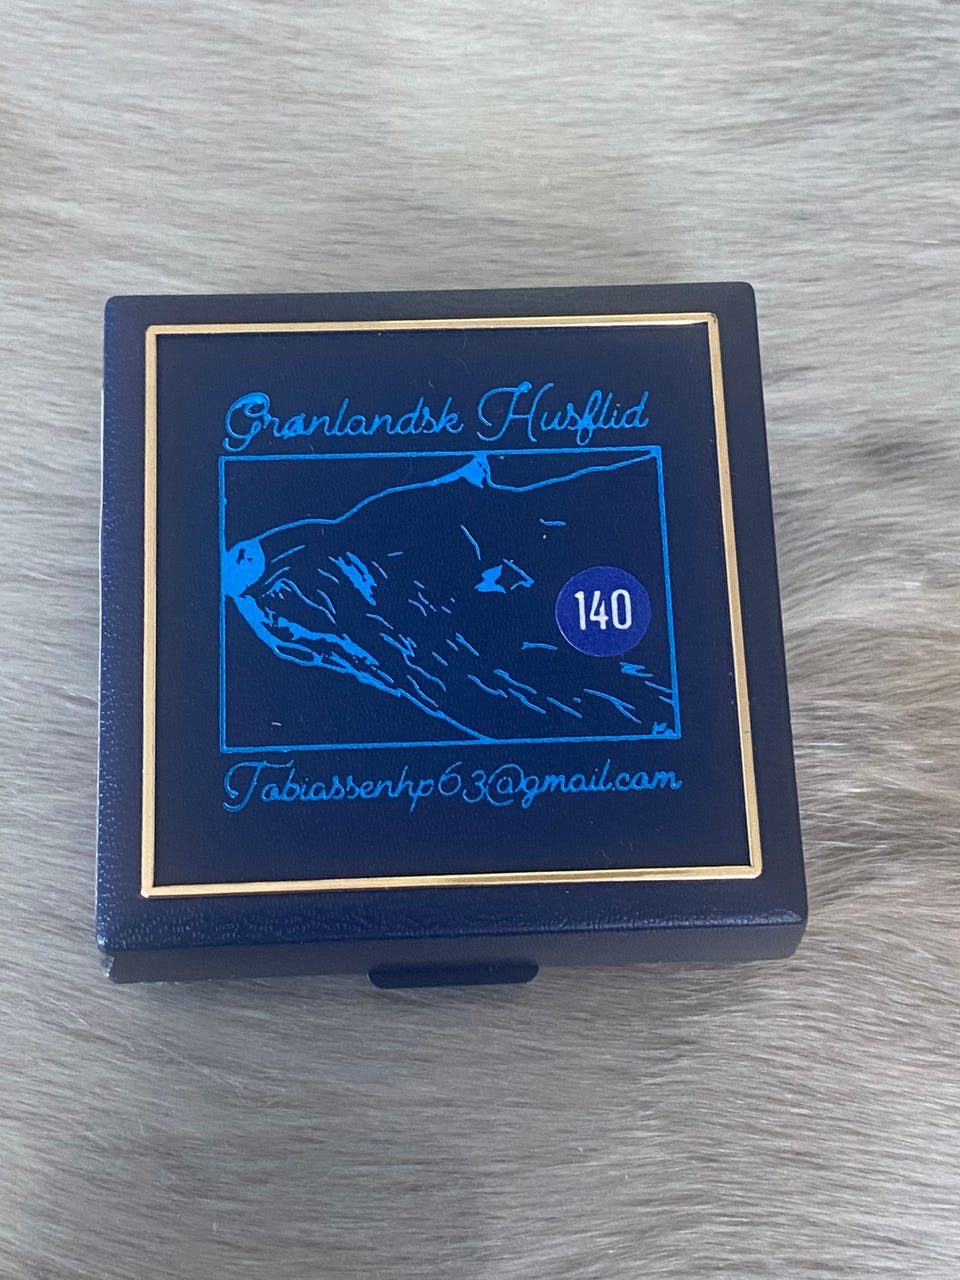 Grønlandsk Husflid
140
Tobiassenhp63@gmail.com